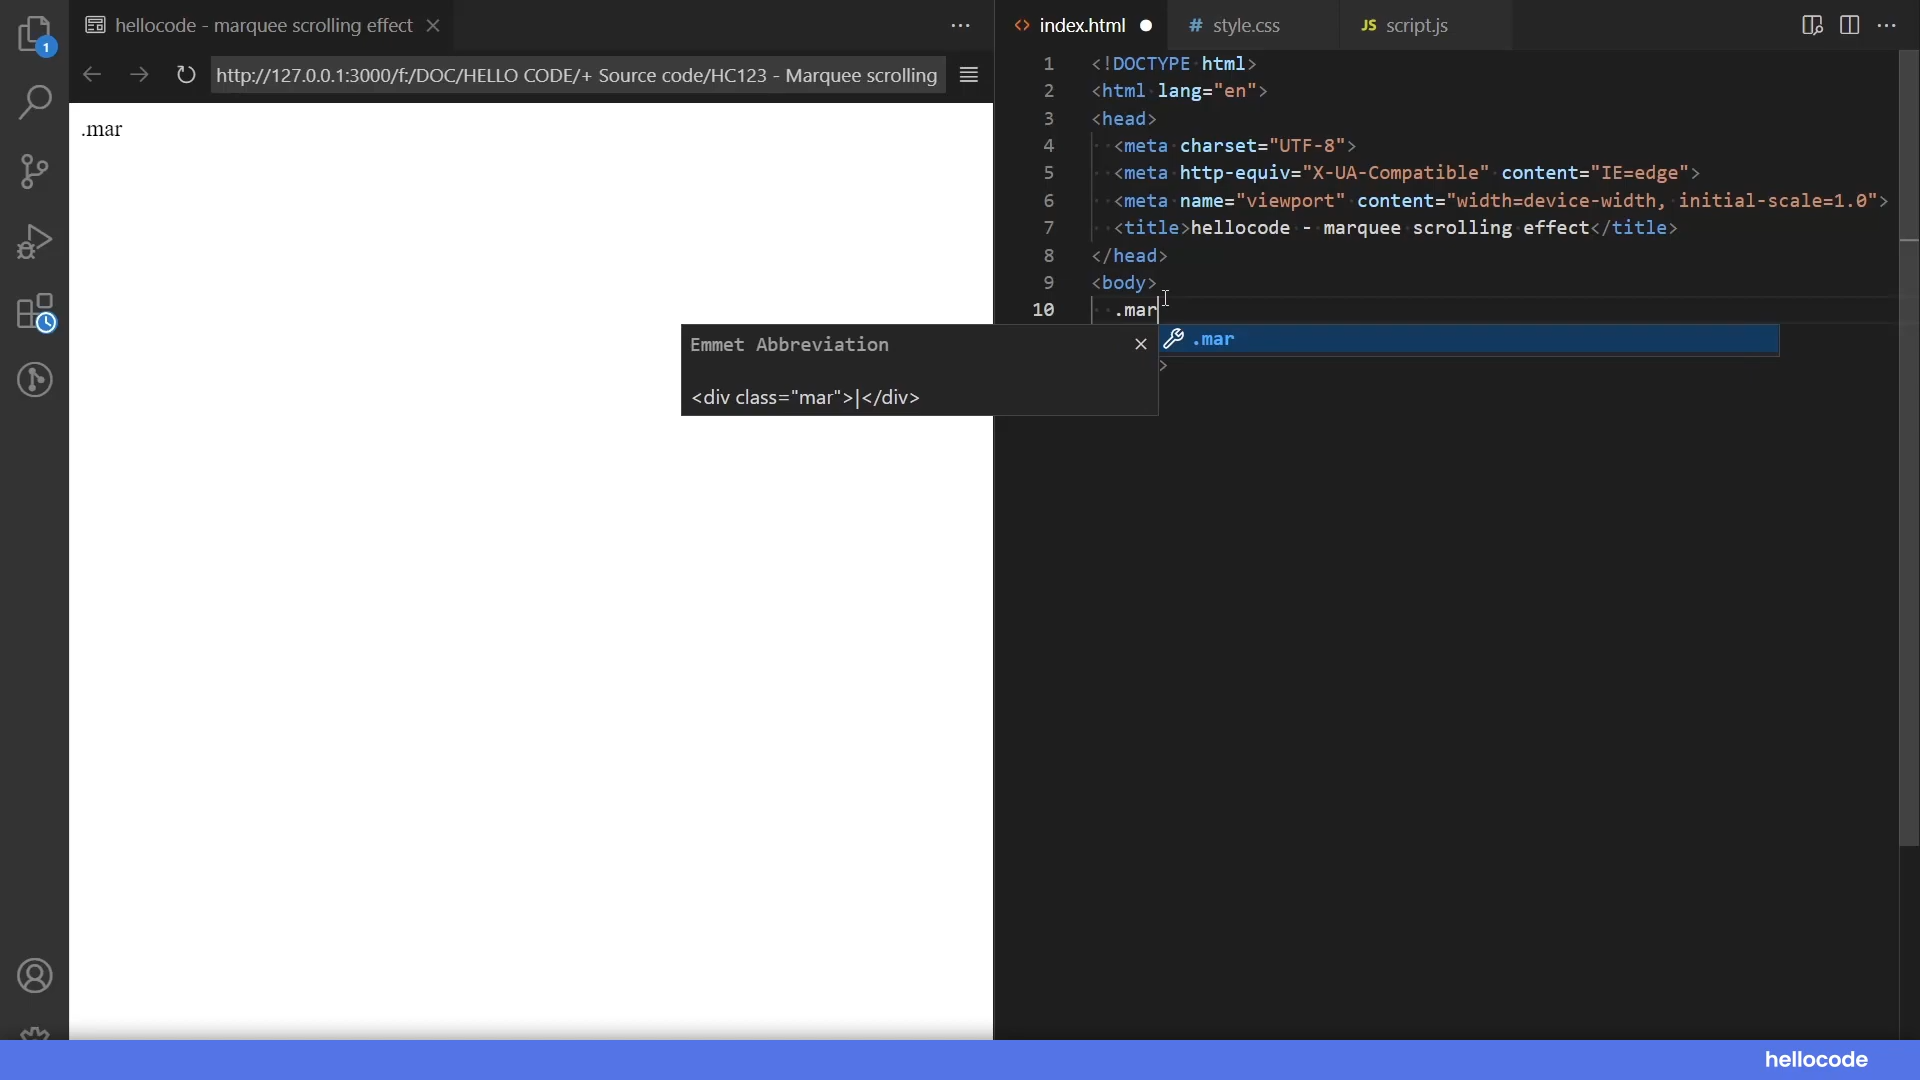 1
hellocode - marquee scrolling effect
http://127.0.0.1:3000/f:/DOC/HELLO CODE/+ Source code/HC123 - Marquee scrolling
.mar
<> index.html
# style.css
JS script.js
1 <!DOCTYPE html>
2 <html lang="en">
3 <head>
4 <meta charset="UTF-8">
5 <meta http-equiv="X-UA-Compatible" content="IE=edge">
6 <meta name="viewport" content="width=device-width, initial-scale=1.0">
7 <title>hellocode - marquee scrolling effect</title>
8 </head>
9 <body>
10 .mar
.mar
>
Emmet Abbreviation
<div class="mar">|</div>
hellocode